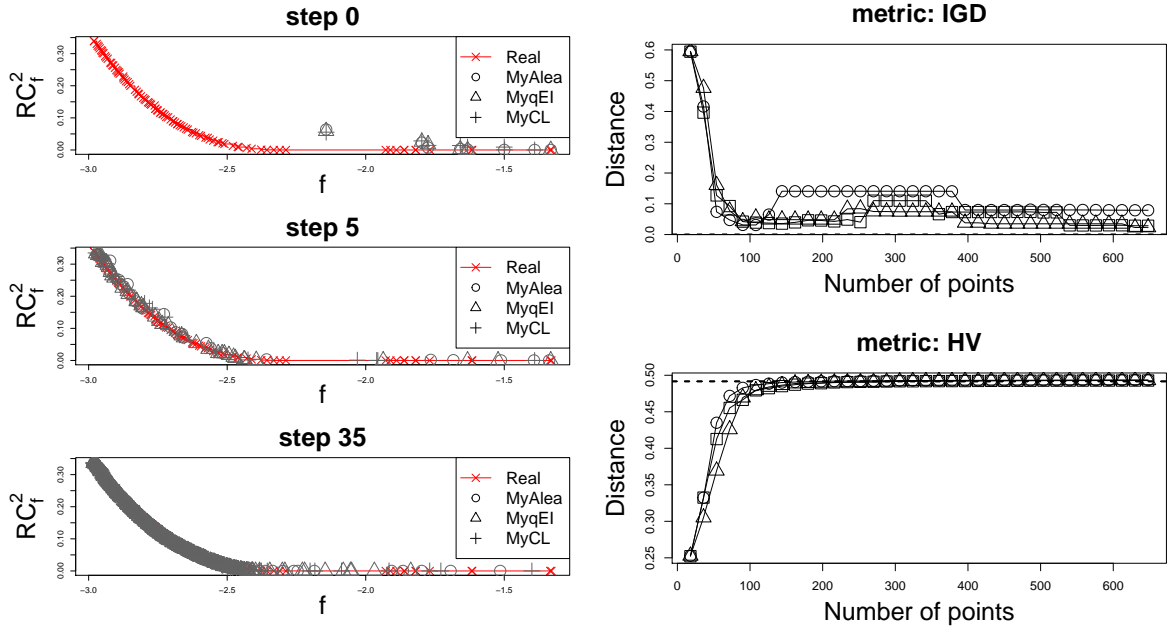 step 0
RC_f^2
0.00 0.10 0.20 0.30
Real
MyAlea
MyqEI
MyCL
−3.0 −2.5 −2.0 −1.5
f
step 5
RC_f^2
0.00 0.10 0.20 0.30
Real
MyAlea
MyqEI
MyCL
−3.0 −2.5 −2.0 −1.5
f
step 35
RC_f^2
0.00 0.10 0.20 0.30
Real
MyAlea
MyqEI
MyCL
−3.0 −2.5 −2.0 −1.5
f
metric: IGD
Distance
0.0 0.1 0.2 0.3 0.4 0.5 0.6
0 100 200 300 400 500 600
Number of points
metric: HV
Distance
0.25 0.30 0.35 0.40 0.45 0.50
0 100 200 300 400 500 600
Number of points